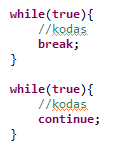 while(true){
//kodas
break;
}
while(true){
//kodas
continue;
}